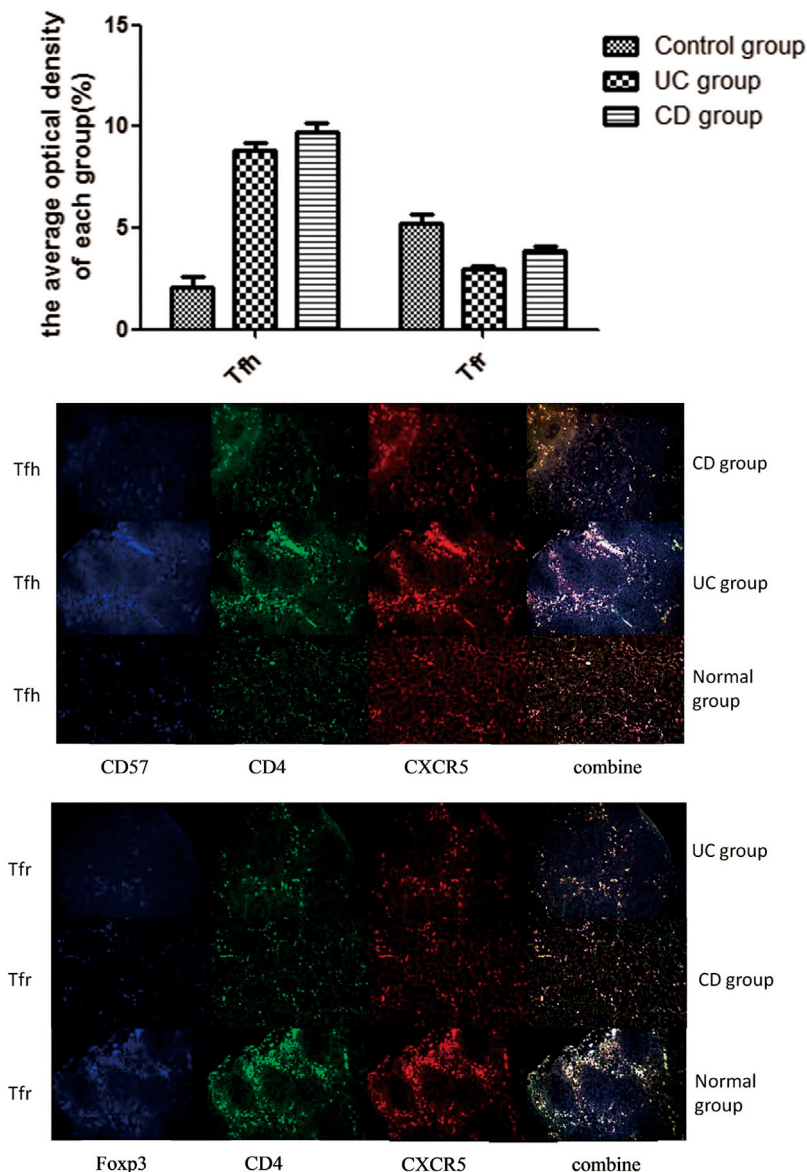 the average optical density
of each group(%)
15
10
5
0
Tfh
Tfr
Control group
UC group
CD group
Tfh
CD group
Tfh
UC group
Tfh
Normal
group
CD57 CD4 CXCR5 combine
Tfr
UC group
Tfr
CD group
Tfr
Normal
group
Foxp3 CD4 CXCR5 combine